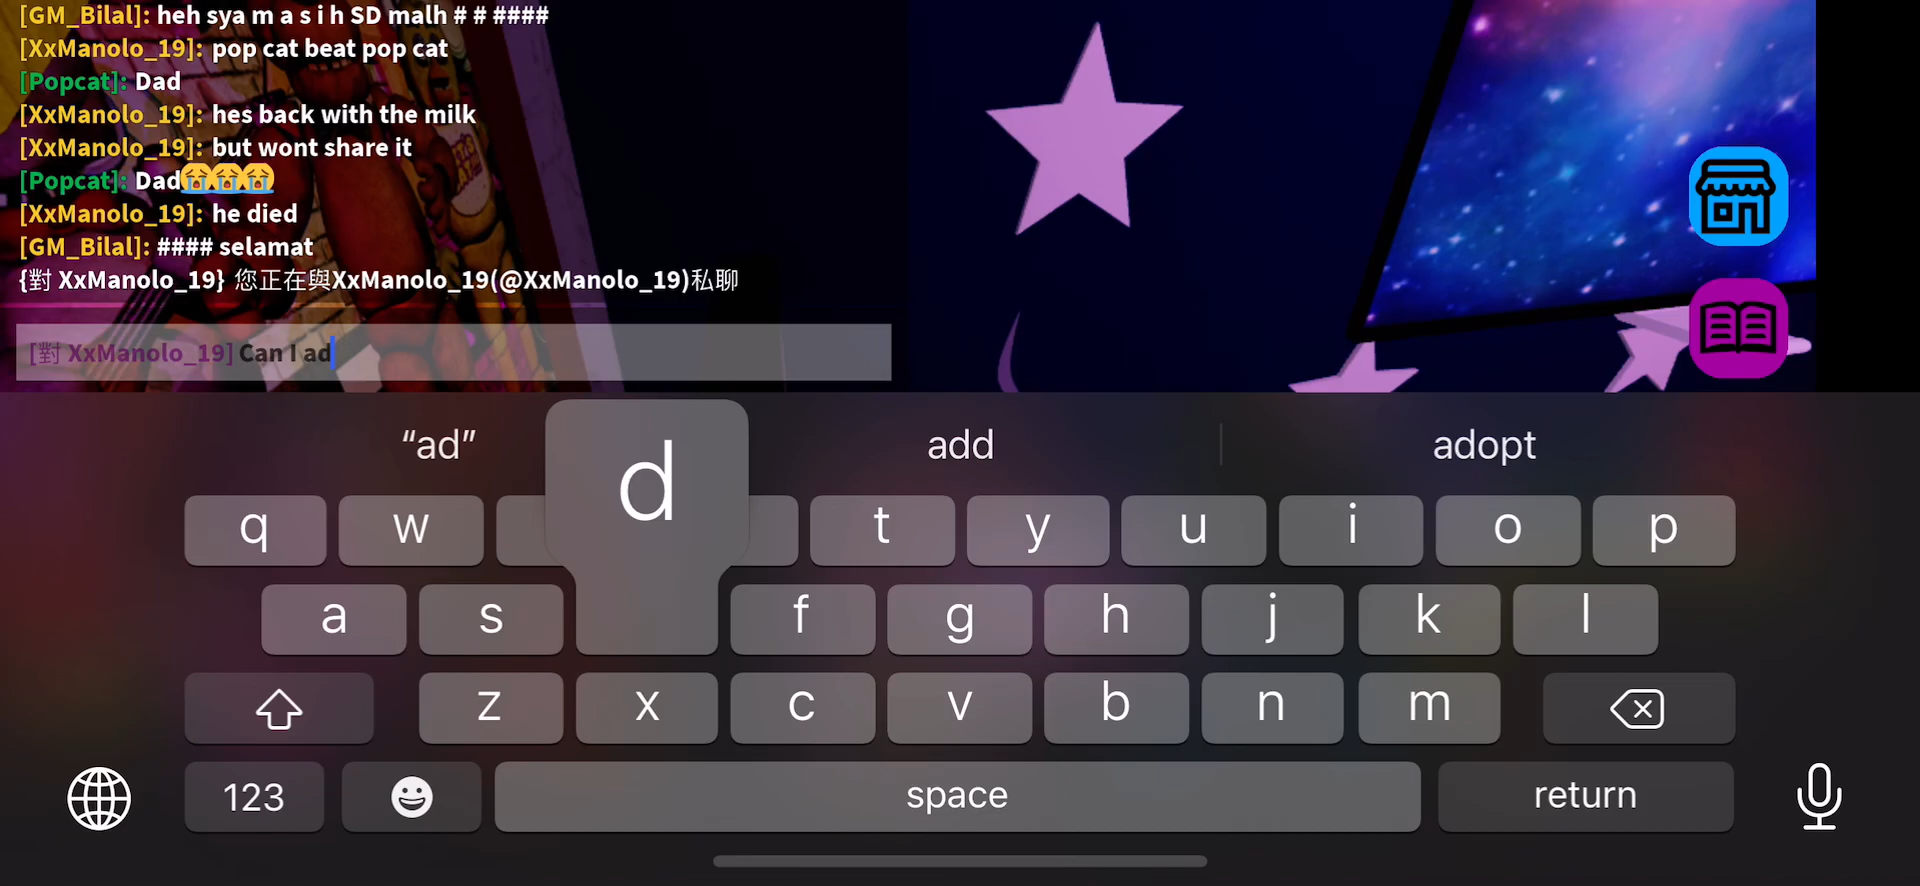 [GM_Bilal]: heh sya m a s i h SD malh # # ####
[XxManolo_19]: pop cat beat pop cat
[Popcat]: Dad
[XxManolo_19]: hes back with the milk
[XxManolo_19]: but wont share it
[Popcat]: Dad😭😭😭
[XxManolo_19]: he died
[GM_Bilal]: #### selamat
{對 XxManolo_19} 您正在與XxManolo_19(@XxManolo_19)私聊
[對 XxManolo_19] Can I ad
“ad” add adopt
d
q w t y u i o p
a s f g h j k l
z x c v b n m
123 space return